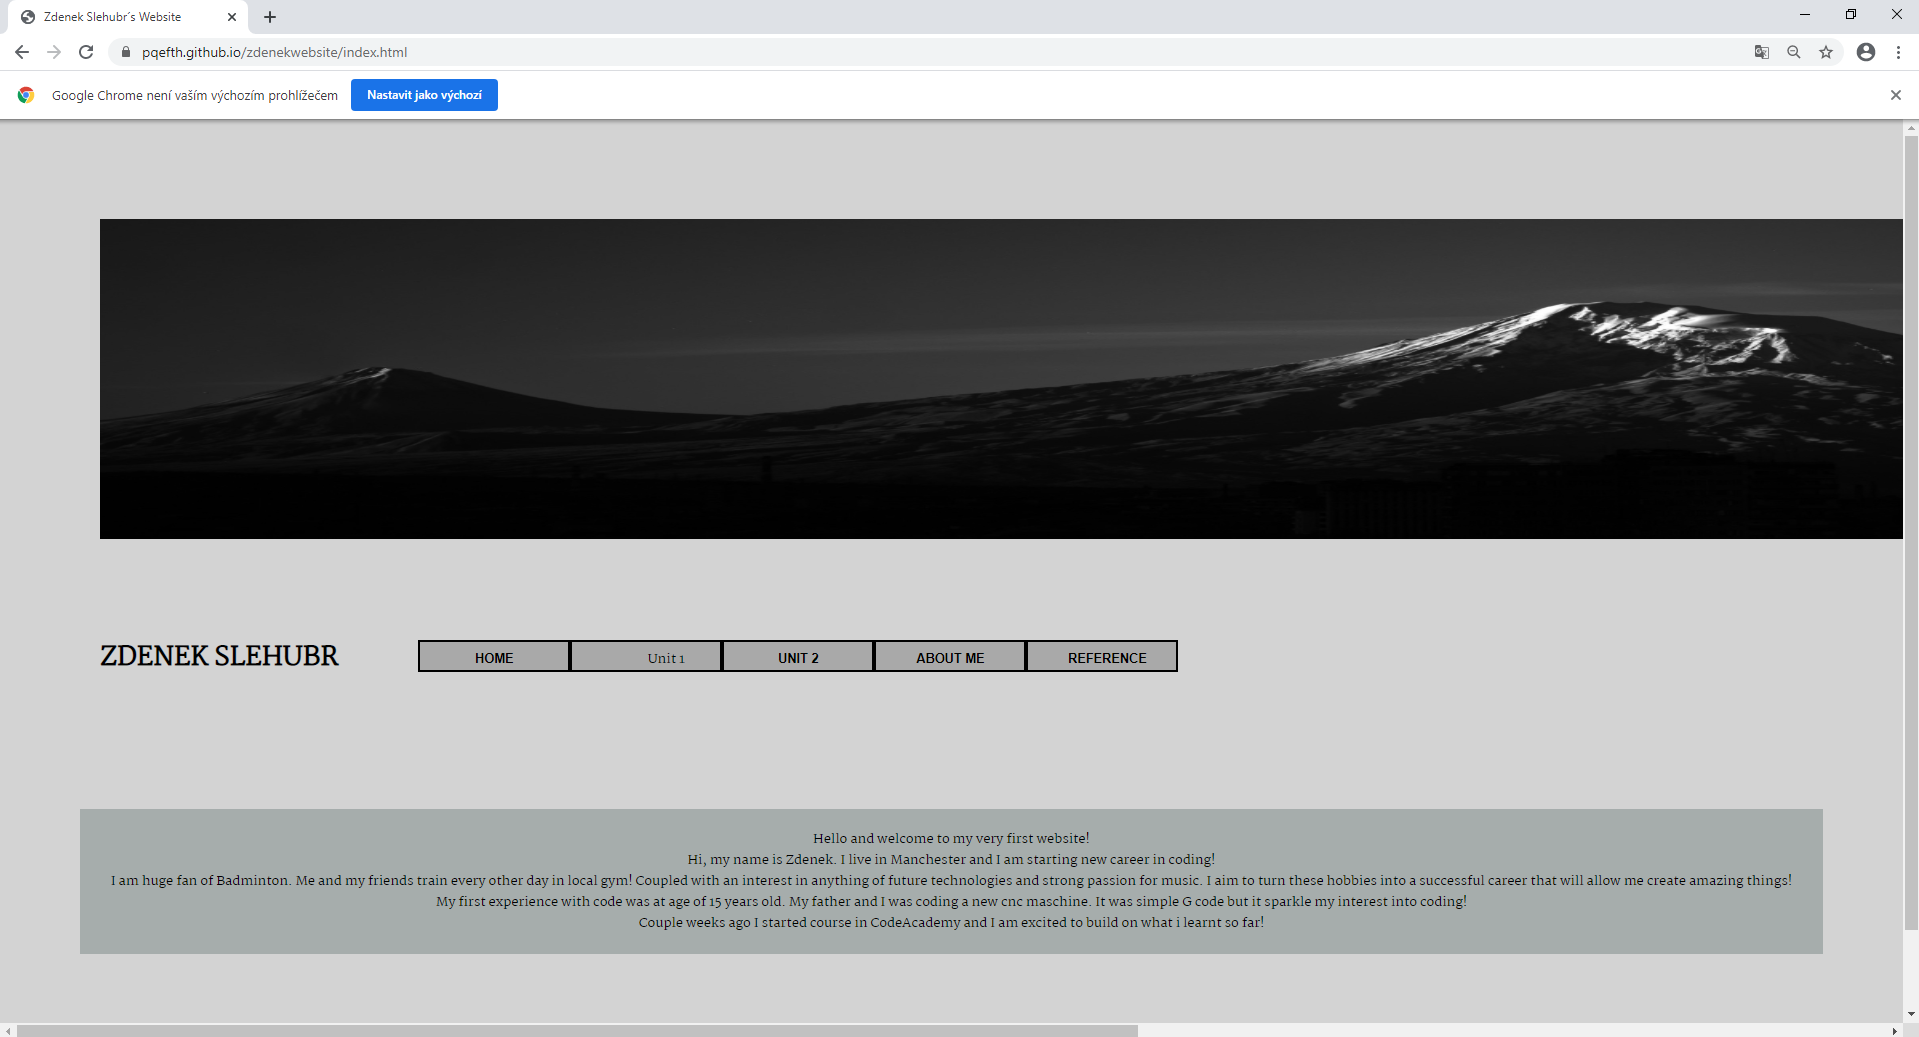 Zdenek Slehubr´s Website
pqefth.github.io/zdenekwebsite/index.html
Google Chrome není vaším výchozím prohlížečem
Nastavit jako výchozí
ZDENEK SLEHUBR
HOME
Unit 1
UNIT 2
ABOUT ME
REFERENCE
Hello and welcome to my very first website!
Hi, my name is Zdenek. I live in Manchester and I am starting new career in coding!
I am huge fan of Badminton. Me and my friends train every other day in local gym! Coupled with an interest in anything of future technologies and strong passion for music. I aim to turn these hobbies into a successful career that will allow me create amazing things!
My first experience with code was at age of 15 years old. My father and I was coding a new cnc maschine. It was simple G code but it sparkle my interest into coding!
Couple weeks ago I started course in CodeAcademy and I am excited to build on what i learnt so far!